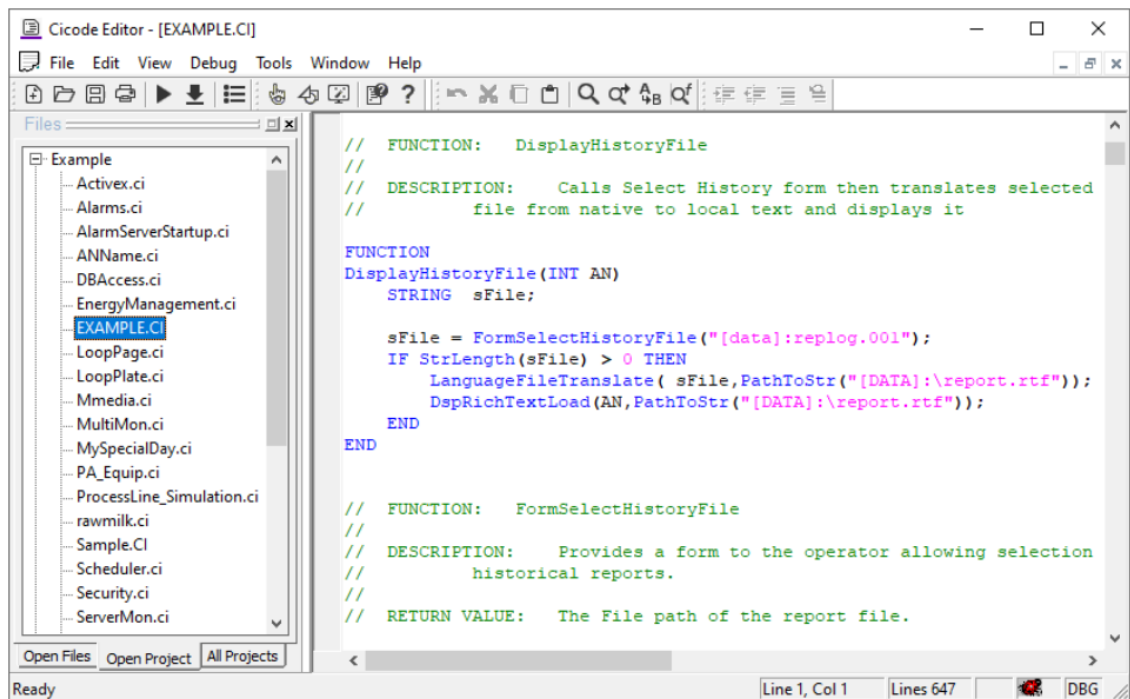 Cicode Editor - [EXAMPLE.CI]
File Edit View Debug Tools Window Help
Files
Example
Activex.ci
Alarms.ci
AlarmServerStartup.ci
ANName.ci
DBAccess.ci
EnergyManagement.ci
EXAMPLE.CI
LoopPage.ci
LoopPlate.ci
Mmedia.ci
MultiMon.ci
MySpecialDay.ci
PA_Equip.ci
ProcessLine_Simulation.ci
rawmilk.ci
Sample.CI
Scheduler.ci
Security.ci
ServerMon.ci
Open Files Open Project All Projects
// FUNCTION: DisplayHistoryFile
//
// DESCRIPTION: Calls Select History form then translates selected
// file from native to local text and displays it
FUNCTION
DisplayHistoryFile(INT AN)
STRING sFile;
sFile = FormSelectHistoryFile("[data]:replog.001");
IF StrLength(sFile) > 0 THEN
LanguageFileTranslate( sFile,PathToStr("[DATA]:\report.rtf"));
DspRichTextLoad(AN,PathToStr("[DATA]:\report.rtf"));
END
END
// FUNCTION: FormSelectHistoryFile
//
// DESCRIPTION: Provides a form to the operator allowing selection
// historical reports.
//
// RETURN VALUE: The File path of the report file.
Ready Line 1, Col 1 Lines 647 DBG